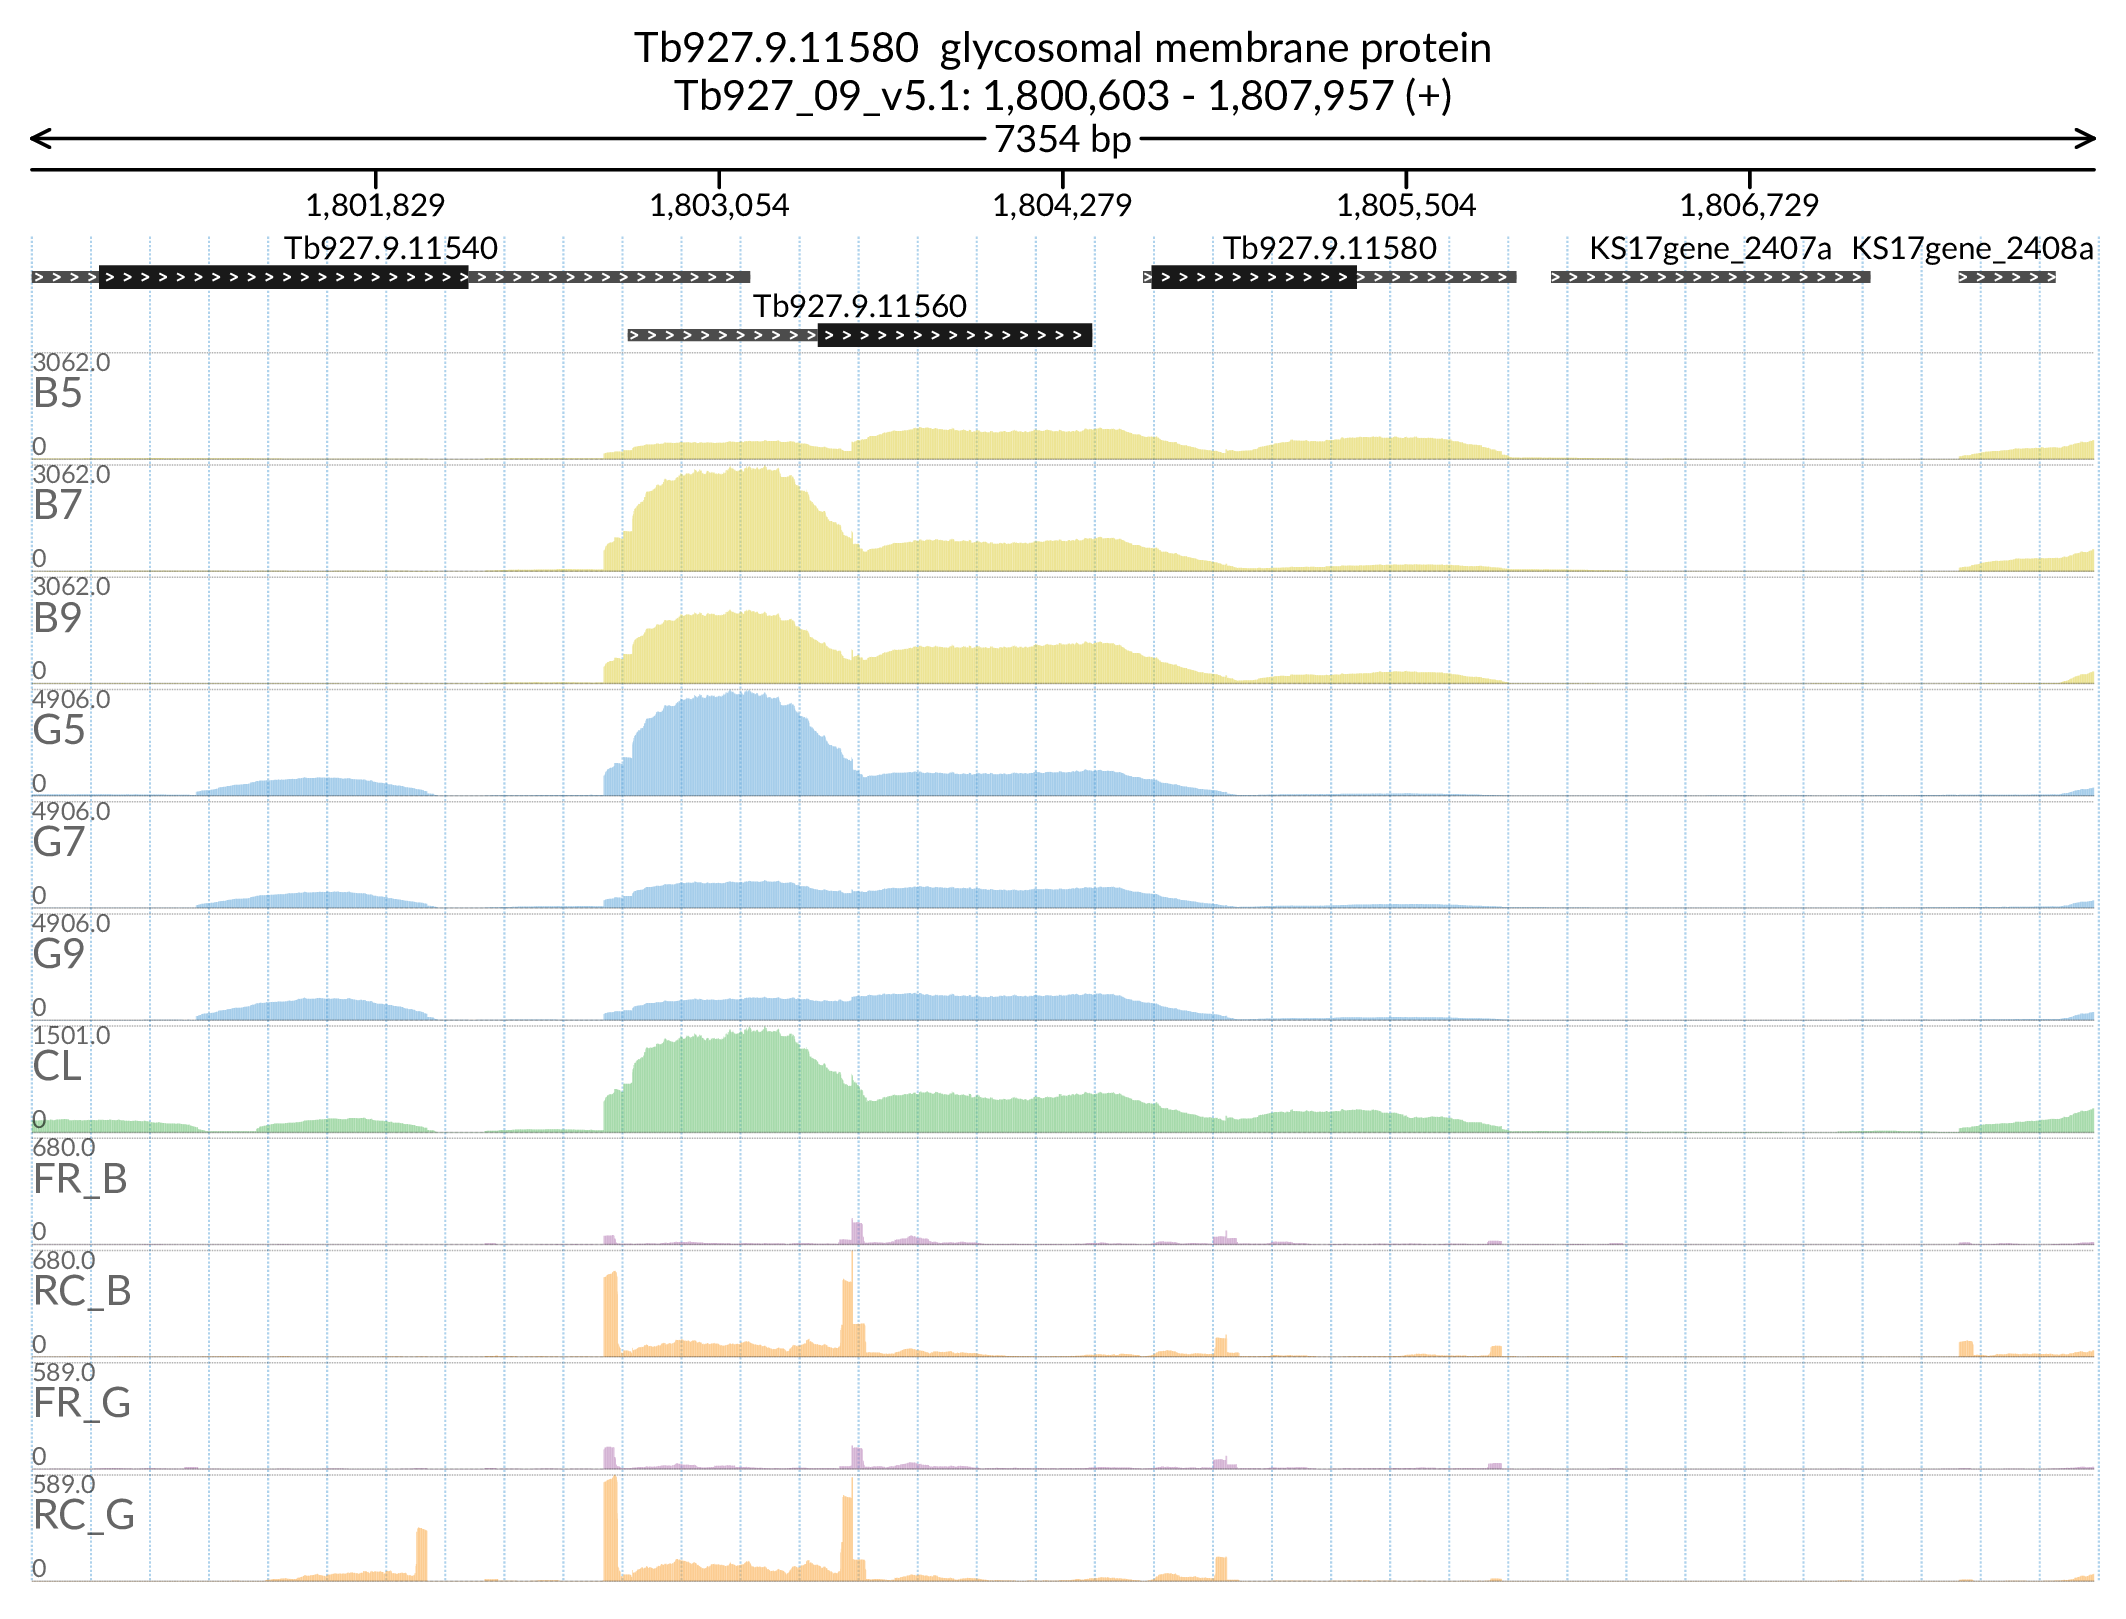 Tb927.9.11580  glycosomal membrane protein
Tb927_09_v5.1: 1,800,603 - 1,807,957 (+)
7354 bp
1,801,829 1,803,054 1,804,279 1,805,504 1,806,729
Tb927.9.11540 Tb927.9.11580 KS17gene_2407a KS17gene_2408a
Tb927.9.11560
3062.0
B5
0
3062.0
B7
0
3062.0
B9
0
4906.0
G5
0
4906.0
G7
0
4906.0
G9
0
1501.0
CL
0
680.0
FR_B
0
680.0
RC_B
0
589.0
FR_G
0
589.0
RC_G
0